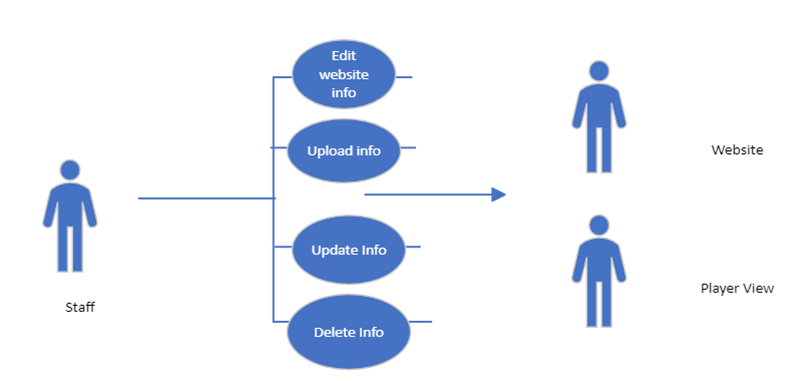 Edit
website
info
Upload info
Website
Update Info
Player View
Staff
Delete Info